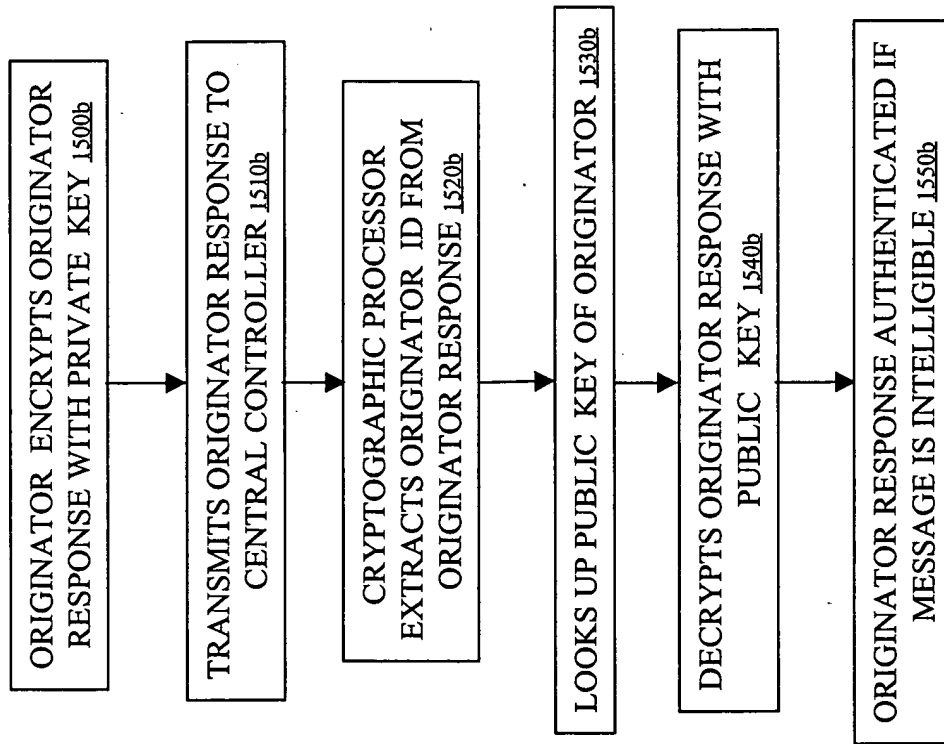 ORIGINATOR ENCRYPTS ORIGINATOR
RESPONSE WITH PRIVATE KEY 1500b
TRANSMITS ORIGINATOR RESPONSE TO
CENTRAL CONTROLLER 1510b
CRYPTOGRAPHIC PROCESSOR
EXTRACTS ORIGINATOR ID FROM
ORIGINATOR RESPONSE 1520b
LOOKS UP PUBLIC KEY OF ORIGINATOR 1530b
DECRYPTS ORIGINATOR RESPONSE WITH
PUBLIC KEY 1540b
ORIGINATOR RESPONSE AUTHENTICATED IF
MESSAGE IS INTELLIGIBLE 1550b